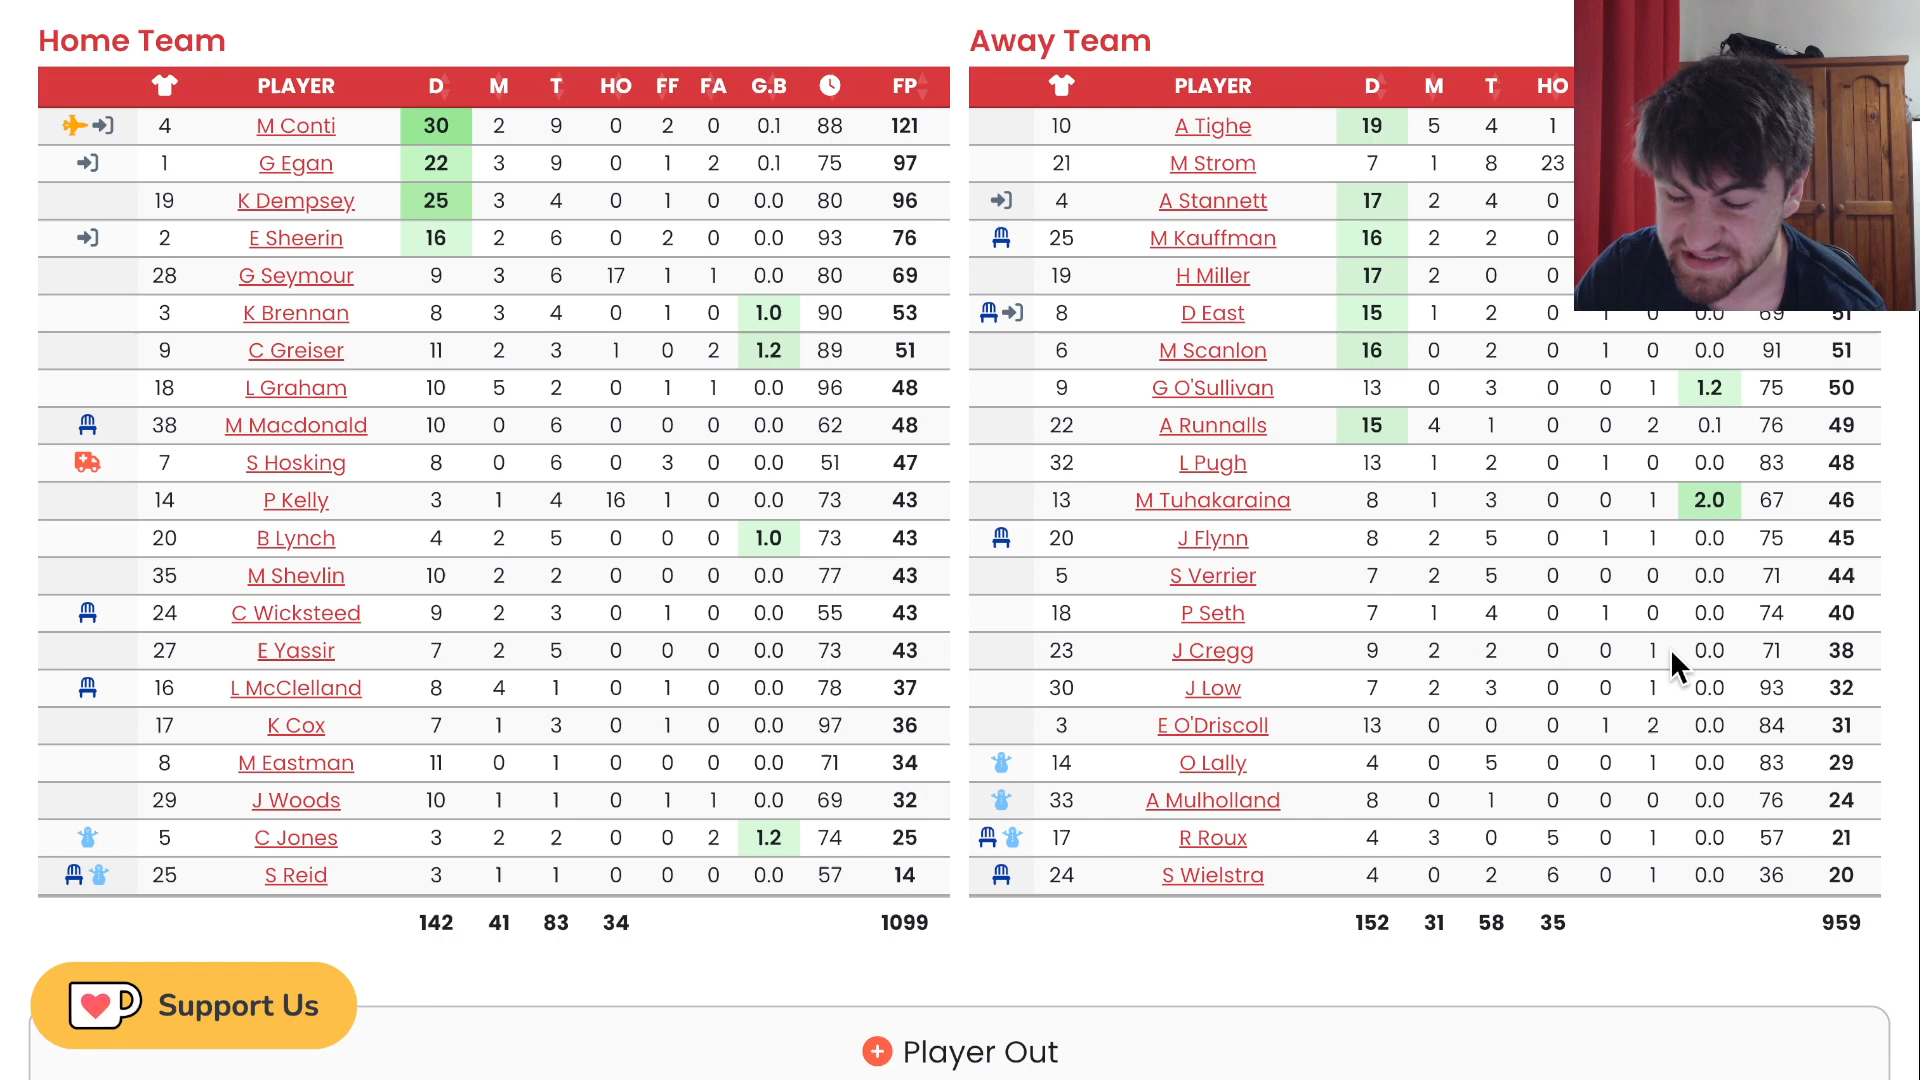 Home Team
PLAYER D M T HO FF FA G.B FP
4 M Conti 30 2 9 0 2 0 0.1 88 121
1 G Egan 22 3 9 0 1 2 0.1 75 97
19 K Dempsey 25 3 4 0 1 0 0.0 80 96
2 E Sheerin 16 2 6 0 2 0 0.0 93 76
28 G Seymour 9 3 6 17 1 1 0.0 80 69
3 K Brennan 8 3 4 0 1 0 1.0 90 53
9 C Greiser 11 2 3 1 0 2 1.2 89 51
18 L Graham 10 5 2 0 1 1 0.0 96 48
38 M Macdonald 10 0 6 0 0 0 0.0 62 48
7 S Hosking 8 0 6 0 3 0 0.0 51 47
14 P Kelly 3 1 4 16 1 0 0.0 73 43
20 B Lynch 4 2 5 0 0 0 1.0 73 43
35 M Shevlin 10 2 2 0 0 0 0.0 77 43
24 C Wicksteed 9 2 3 0 1 0 0.0 55 43
27 E Yassir 7 2 5 0 0 0 0.0 73 43
16 L McClelland 8 4 1 0 1 0 0.0 78 37
17 K Cox 7 1 3 0 1 0 0.0 97 36
8 M Eastman 11 0 1 0 0 0 0.0 71 34
29 J Woods 10 1 1 0 1 1 0.0 69 32
5 C Jones 3 2 2 0 0 2 1.2 74 25
25 S Reid 3 1 1 0 0 0 0.0 57 14
142 41 83 34 1099
Away Team
PLAYER D M T HO
10 A Tighe 19 5 4 1
21 M Strom 7 1 8 23
4 A Stannett 17 2 4 0
25 M Kauffman 16 2 2 0
19 H Miller 17 2 0 0
8 D East 15 1 2 0 1 0 0.0 69 51
6 M Scanlon 16 0 2 0 1 0 0.0 91 51
9 G O'Sullivan 13 0 3 0 0 1 1.2 75 50
22 A Runnalls 15 4 1 0 0 2 0.1 76 49
32 L Pugh 13 1 2 0 1 0 0.0 83 48
13 M Tuhakaraina 8 1 3 0 0 1 2.0 67 46
20 J Flynn 8 2 5 0 1 1 0.0 75 45
5 S Verrier 7 2 5 0 0 0 0.0 71 44
18 P Seth 7 1 4 0 1 0 0.0 74 40
23 J Cregg 9 2 2 0 0 1 0.0 71 38
30 J Low 7 2 3 0 0 1 0.0 93 32
3 E O'Driscoll 13 0 0 0 1 2 0.0 84 31
14 O Lally 4 0 5 0 0 1 0.0 83 29
33 A Mulholland 8 0 1 0 0 0 0.0 76 24
17 R Roux 4 3 0 5 0 1 0.0 57 21
24 S Wielstra 4 0 2 6 0 1 0.0 36 20
152 31 58 35 959
Support Us
Player Out